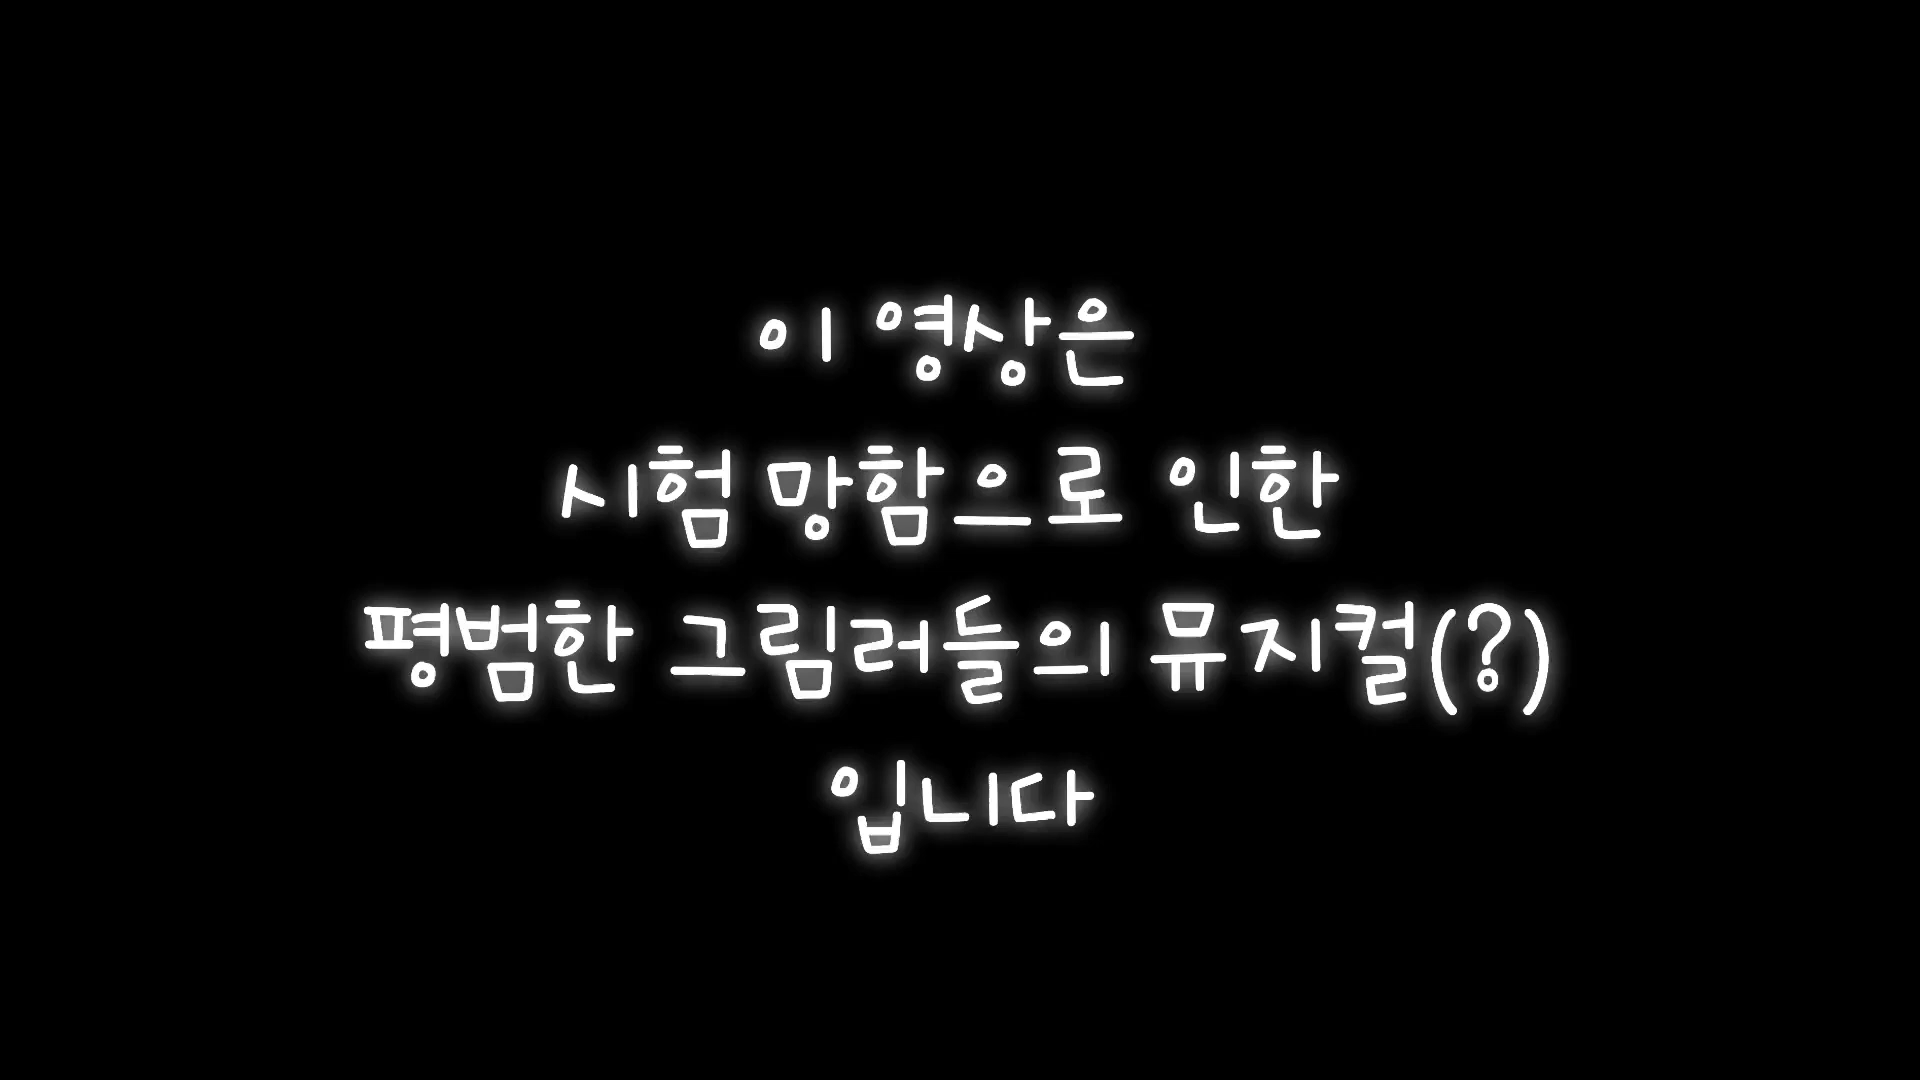 이 영상은
시험 망함으로 인한
평범한 그림러들의 뮤지컬(?)
입니다